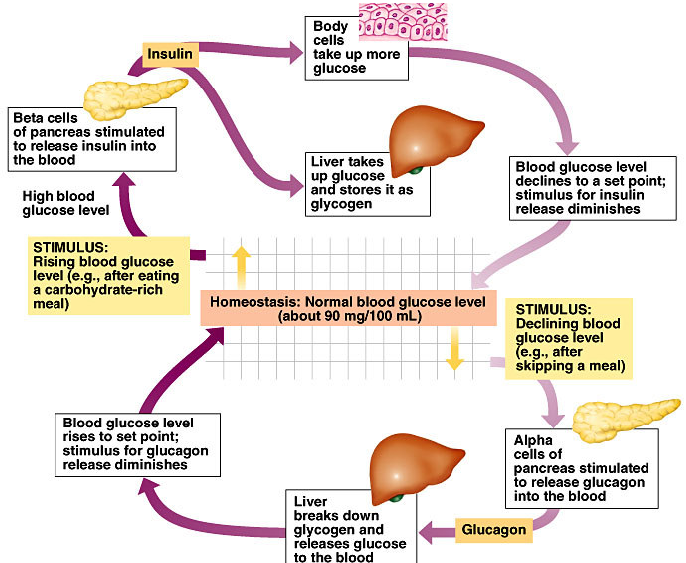 Body
cells
take up more
glucose
Insulin
Beta cells
of pancreas stimulated
to release insulin into
the blood
Liver takes
up glucose
and stores it as
glycogen
Blood glucose level
declines to a set point;
stimulus for insulin
release diminishes
High blood
glucose level
STIMULUS:
Rising blood glucose
level (e.g., after eating
a carbohydrate-rich
meal)
Homeostasis: Normal blood glucose level
(about 90 mg/100 mL)
STIMULUS:
Declining blood
glucose level
(e.g., after
skipping a meal)
Blood glucose level
rises to set point;
stimulus for glucagon
release diminishes
Alpha
cells of
pancreas stimulated
to release glucagon
into the blood
Liver
breaks down
glycogen and
releases glucose
to the blood
Glucagon